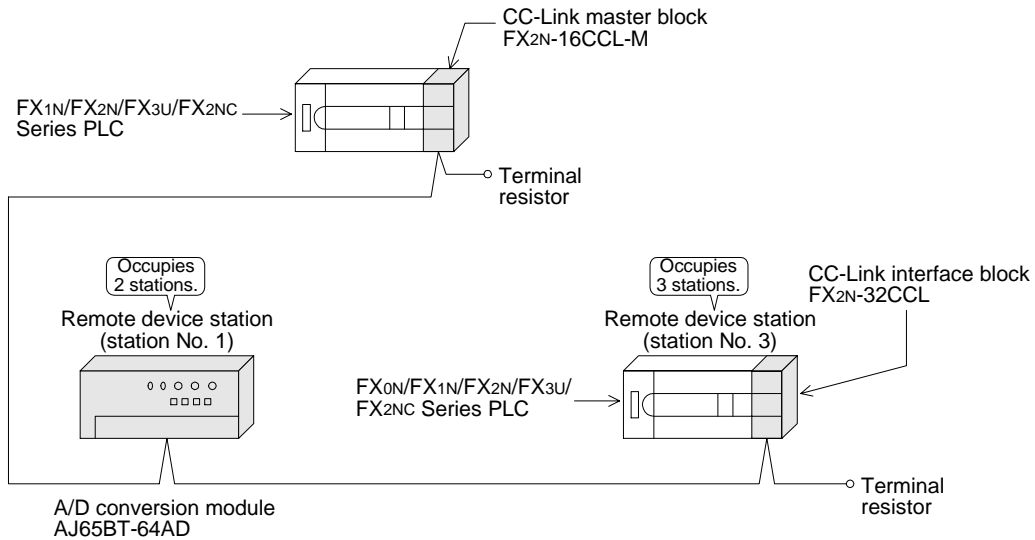 CC-Link master block
FX2N-16CCL-M
FX1N/FX2N/FX3U/FX2NC
Series PLC
Terminal
resistor
Occupies
2 stations.
Remote device station
(station No. 1)
Occupies
3 stations.
Remote device station
(station No. 3)
CC-Link interface block
FX2N-32CCL
FX0N/FX1N/FX2N/FX3U/
FX2NC Series PLC
A/D conversion module
AJ65BT-64AD
Terminal
resistor